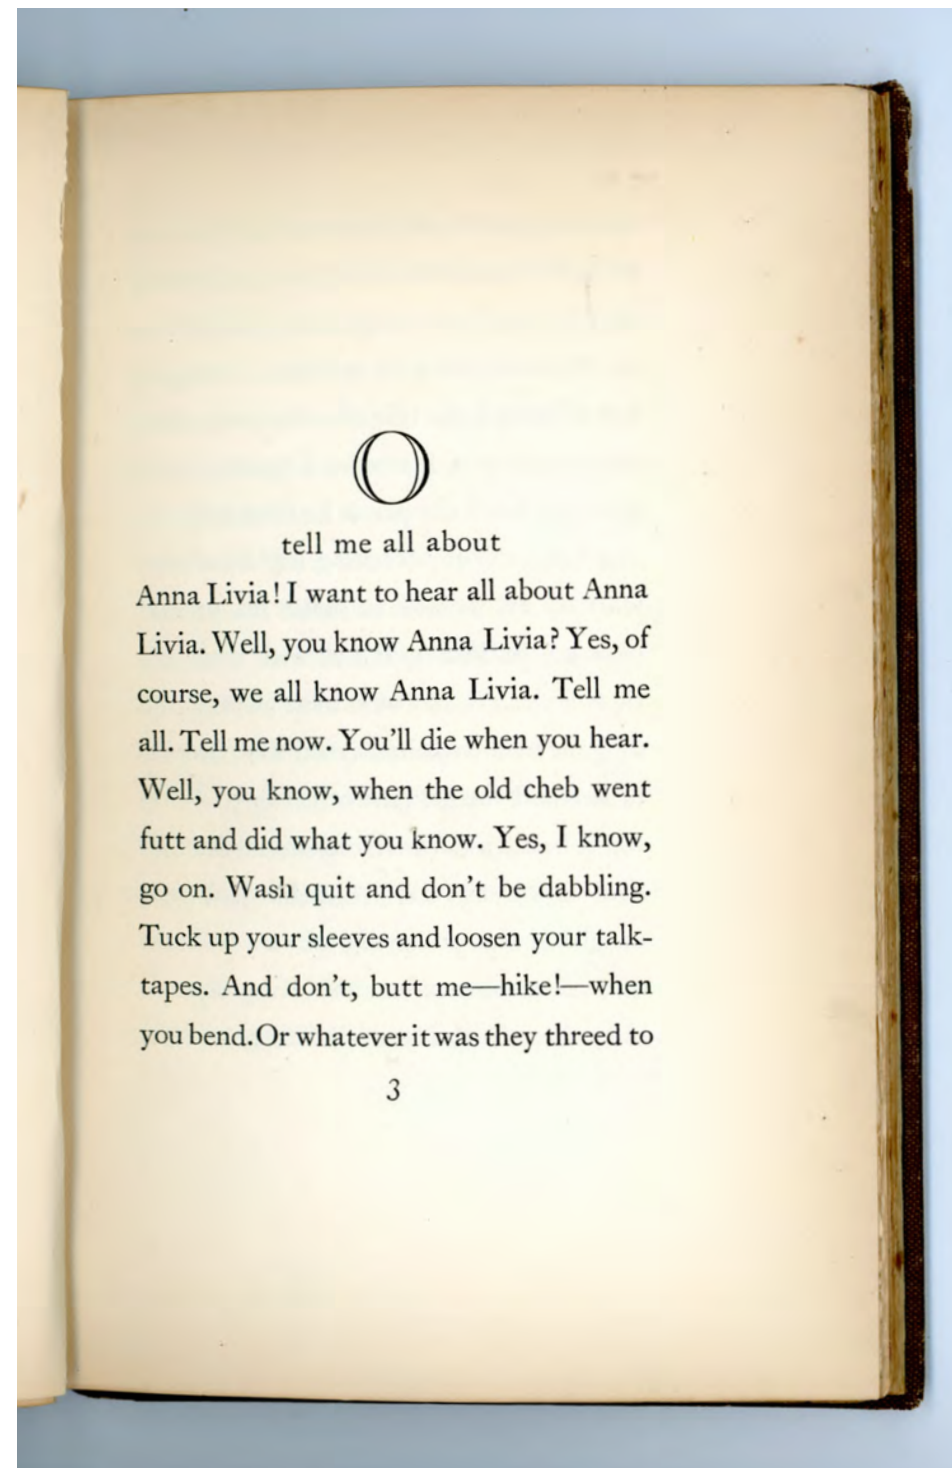 O
tell me all about
Anna Livia! I want to hear all about Anna
Livia. Well, you know Anna Livia? Yes, of
course, we all know Anna Livia. Tell me
all. Tell me now. You'll die when you hear.
Well, you know, when the old cheb went
futt and did what you know. Yes, I know,
go on. Wash quit and don't be dabbling.
Tuck up your sleeves and loosen your talk-
tapes. And don't, butt me—hike!—when
you bend. Or whatever it was they threed to
3